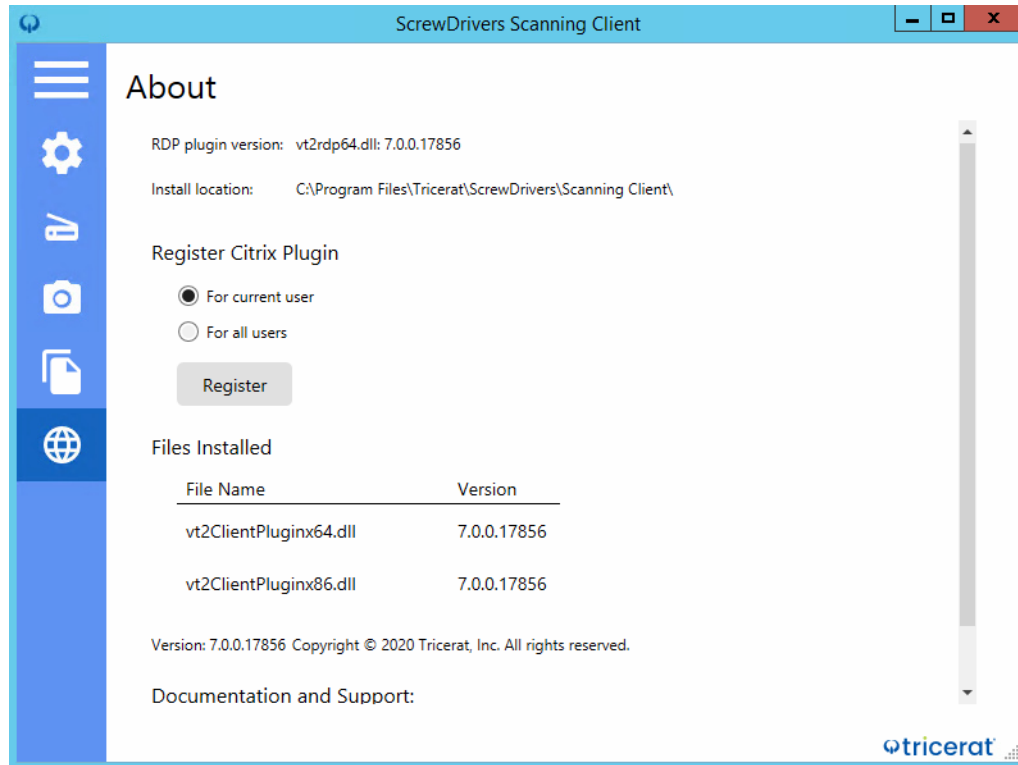 ScrewDrivers Scanning Client
About
RDP plugin version: vt2rdp64.dll: 7.0.0.17856
Install location: C:\Program Files\Tricerat\ScrewDrivers\Scanning Client\
Register Citrix Plugin
For current user
For all users
Register
Files Installed
File Name Version
vt2ClientPluginx64.dll 7.0.0.17856
vt2ClientPluginx86.dll 7.0.0.17856
Version: 7.0.0.17856 Copyright © 2020 Tricerat, Inc. All rights reserved.
Documentation and Support:
tricerat